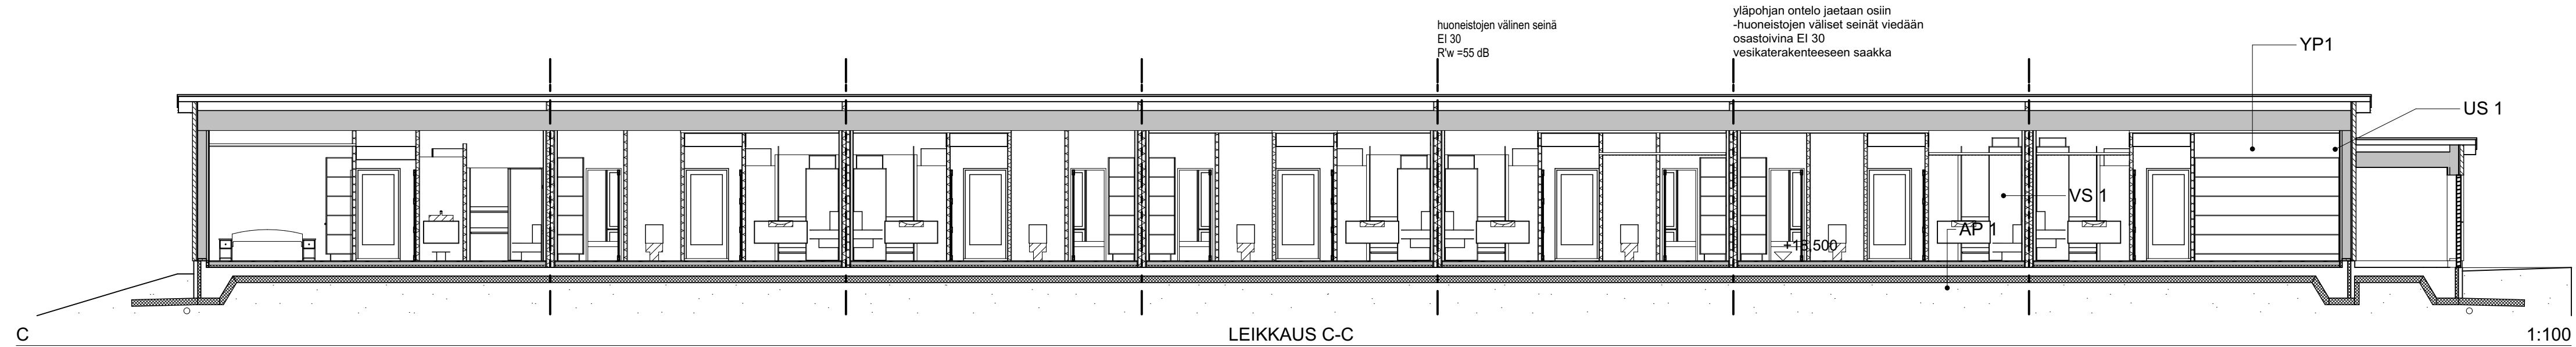 huoneistojen välinen seinä
EI 30
R'w =55 dB
yläpohjan ontelo jaetaan osiin
-huoneistojen väliset seinät viedään
osastoivina EI 30
vesikaterakenteeseen saakka
YP1
US 1
VS 1
AP 1
+18.500
C
LEIKKAUS C-C
1:100